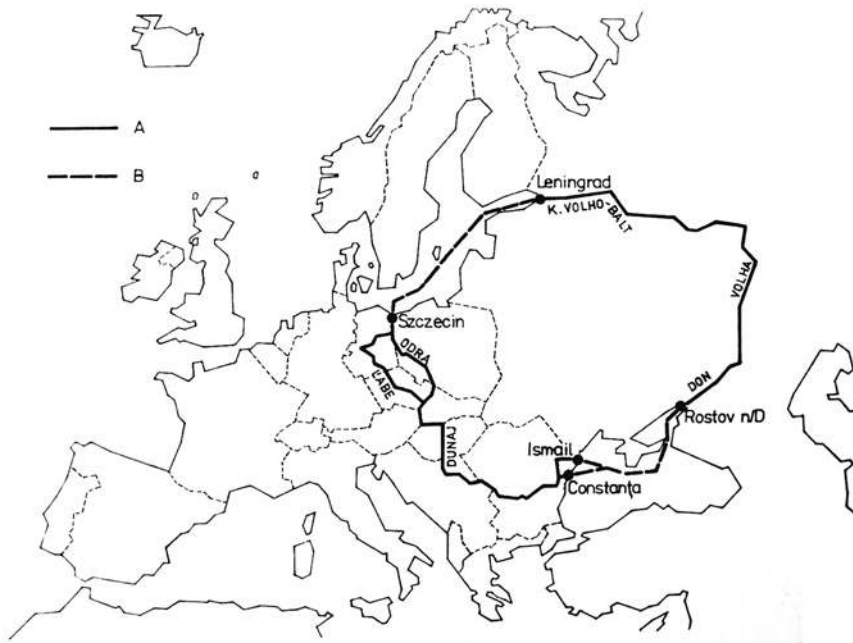 A
B
Leningrad
K. VOLHO-BALT
VOLHA
Szczecin
ODRA
LABE
DON
Rostov n/D
DUNAJ
Ismail
Constanța